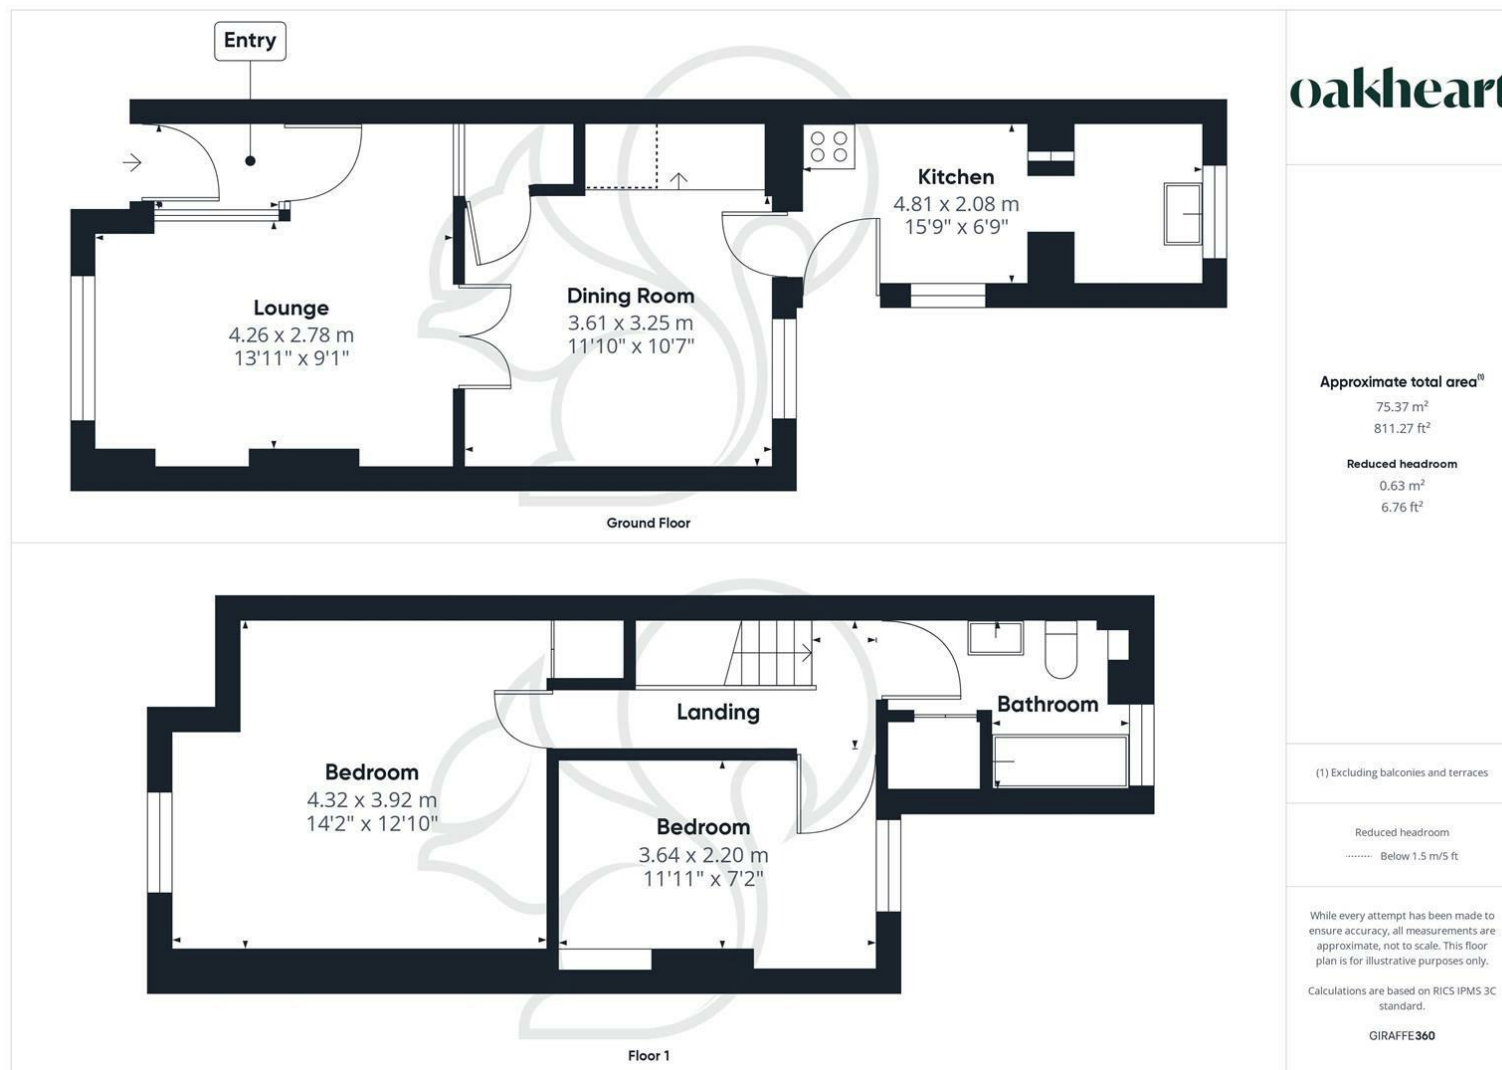 Entry
Kitchen
4.81 x 2.08 m
15'9" x 6'9"
Lounge
4.26 x 2.78 m
13'11" x 9'1"
Dining Room
3.61 x 3.25 m
11'10" x 10'7"
Ground Floor
Landing
Bathroom
Bedroom
4.32 x 3.92 m
14'2" x 12'10"
Bedroom
3.64 x 2.20 m
11'11" x 7'2"
Floor 1
oakheart
Approximate total area(1)
75.37 m²
811.27 ft²
Reduced headroom
0.63 m²
6.76 ft²
(1) Excluding balconies and terraces
Reduced headroom
Below 1.5 m/5 ft
While every attempt has been made to
ensure accuracy, all measurements are
approximate, not to scale. This floor
plan is for illustrative purposes only.
Calculations are based on RICS IPMS 3C
standard.
GIRAFFE360